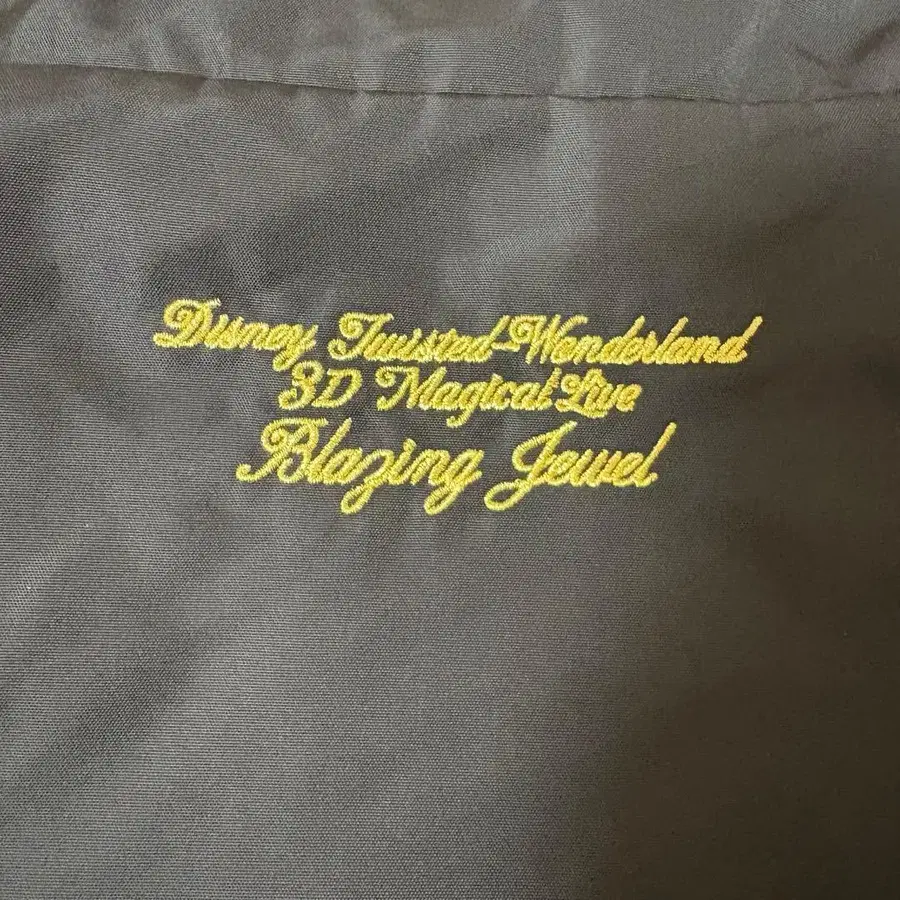 Disney Twisted-Wonderland
3D Magical Live
Blazing Jewel